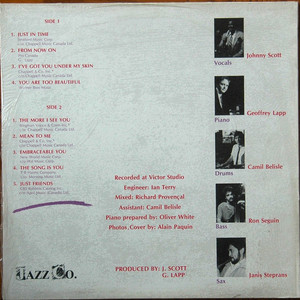 SIDE 1
1. JUST IN TIME
2. FROM NOW ON
3. I'VE GOT YOU UNDER MY SKIN
4. YOU ARE TOO BEAUTIFUL
SIDE 2
1. THE MORE I SEE YOU
2. MEAN TO ME
3. EMBRACEABLE YOU
4. THE SONG IS YOU
5. JUST FRIENDS
Johnny Scott
Vocals
Geoffrey Lapp
Piano
Camil Belisle
Drums
Ron Seguin
Bass
Janis Steprans
Sax
Recorded at Victor Studio
Engineer: Ian Terry
Mixed: Richard Provençal
Assistant: Camil Belisle
Piano prepared by: Oliver White
Photos, Cover by: Alain Paquin
JAZZ CO.
PRODUCED BY: J. SCOTT
G. LAPP